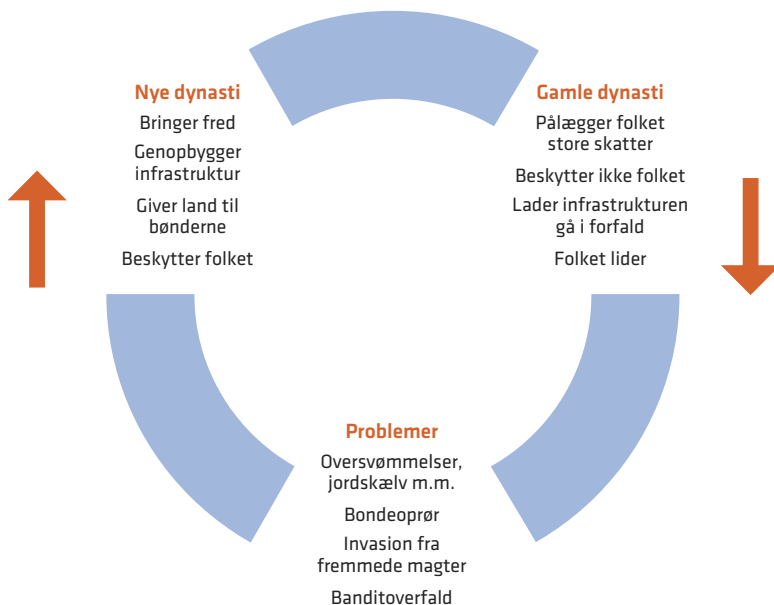 Nye dynasti
Bringer fred
Genopbygger
infrastruktur
Giver land til
bønderne
Beskytter folket
Gamle dynasti
Pålægger folket
store skatter
Beskytter ikke folket
Lader infrastrukturen
gå i forfald
Folket lider
Problemer
Oversvømmelser,
jordskælv m.m.
Bondeoprør
Invasion fra
fremmede magter
Banditoverfald